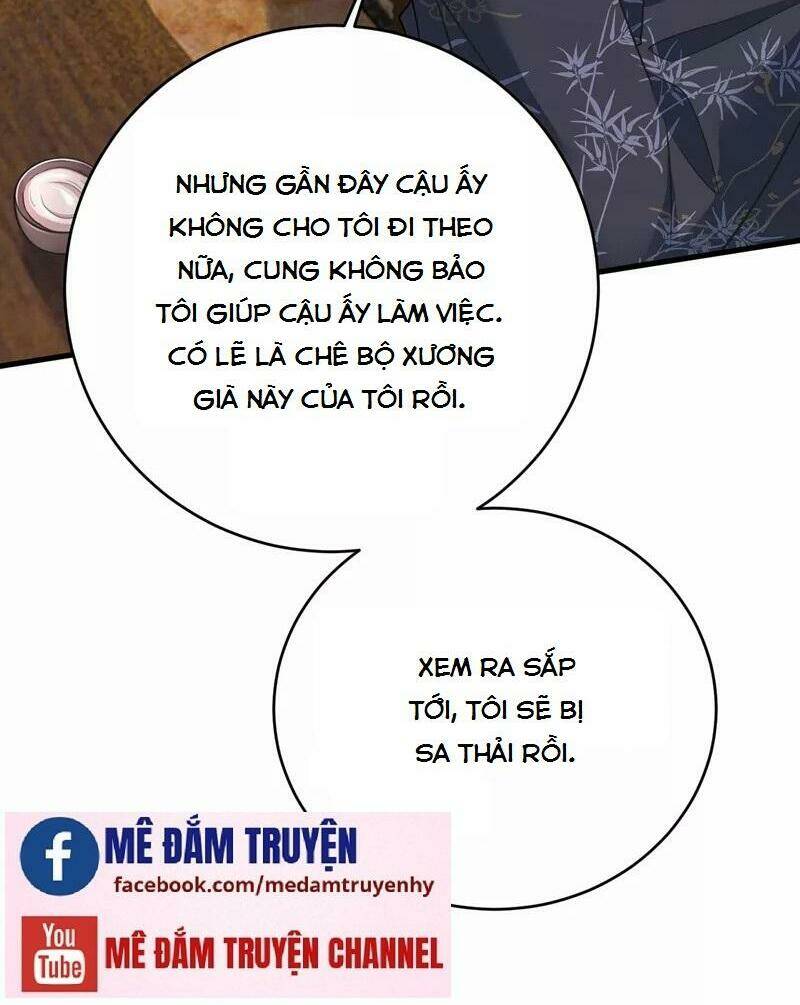 NHƯNG GẦN ĐÂY CẬU ẤY
KHÔNG CHO TÔI ĐI THEO
NỮA, CUNG KHÔNG BẢO
TÔI GIÚP CẬU ẤY LÀM VIỆC.
CÓ LẼ LÀ CHÊ BỘ XƯƠNG
GIÀ NÀY CỦA TÔI RỒI.
XEM RA SẮP
TỚI, TÔI SẼ BỊ
SA THẢI RỒI.
f MÊ ĐẮM TRUYỆN
facebook.com/medamtruyenhy
You
Tube
MÊ ĐẮM TRUYỆN CHANNEL